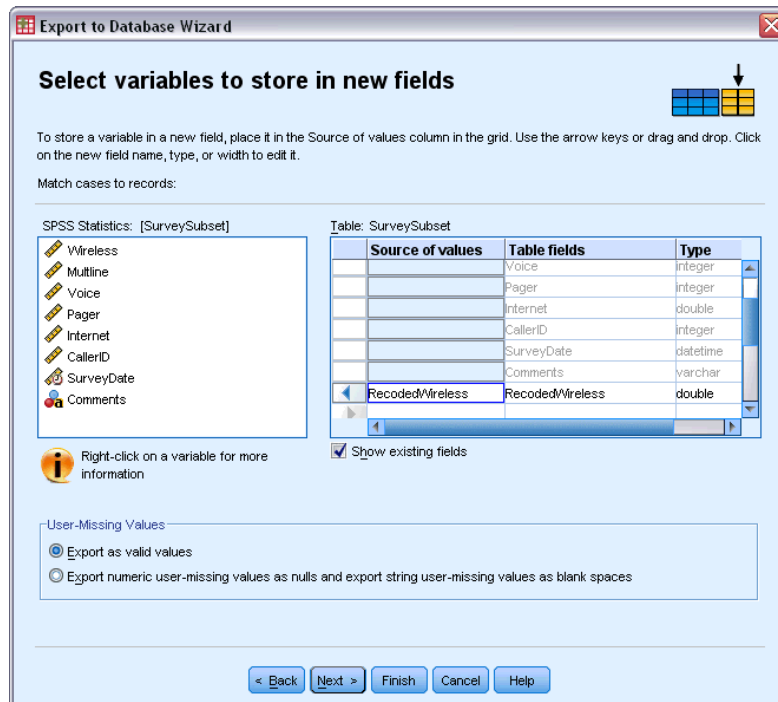 Export to Database Wizard
Select variables to store in new fields
To store a variable in a new field, place it in the Source of values column in the grid. Use the arrow keys or drag and drop. Click
on the new field name, type, or width to edit it.
Match cases to records:
SPSS Statistics: [SurveySubset]
Wireless
Multline
Voice
Pager
Internet
CallerID
SurveyDate
Comments
Right-click on a variable for more
information
Table: SurveySubset
Source of values Table fields Type
Voice integer
Pager integer
Internet double
CallerID integer
SurveyDate datetime
Comments varchar
RecodedWireless RecodedWireless double
Show existing fields
User-Missing Values
Export as valid values
Export numeric user-missing values as nulls and export string user-missing values as blank spaces
< Back Next > Finish Cancel Help